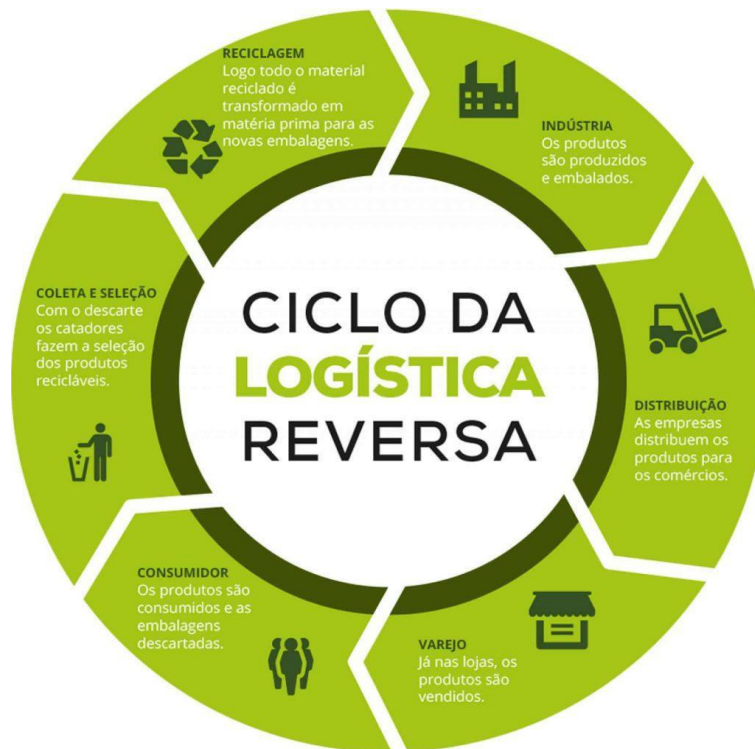 CICLO DA
LOGÍSTICA
REVERSA
INDÚSTRIA
Os produtos
são produzidos
e embalados.
DISTRIBUIÇÃO
As empresas
distribuem os
produtos para
os comércios.
VAREJO
Já nas lojas, os
produtos são
vendidos.
CONSUMIDOR
Os produtos são
consumidos e as
embalagens
descartadas.
COLETA E SELEÇÃO
Com o descarte
os catadores
fazem a seleção
dos produtos
recicláveis.
RECICLAGEM
Logo todo o material
reciclado é
transformado em
matéria prima para as
novas embalagens.